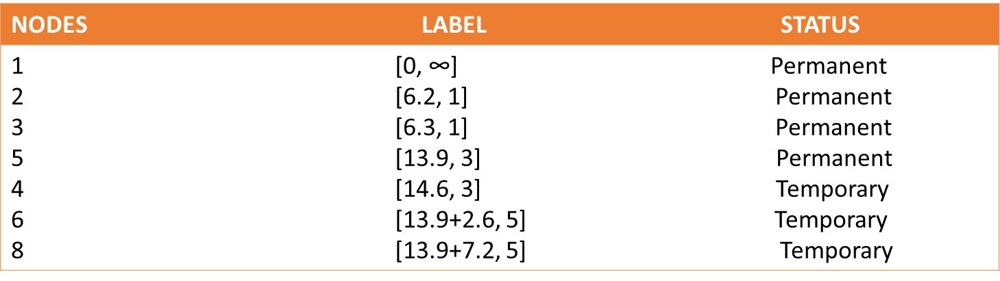 NODES LABEL STATUS
1 [0, ∞] Permanent
2 [6.2, 1] Permanent
3 [6.3, 1] Permanent
5 [13.9, 3] Permanent
4 [14.6, 3] Temporary
6 [13.9+2.6, 5] Temporary
8 [13.9+7.2, 5] Temporary